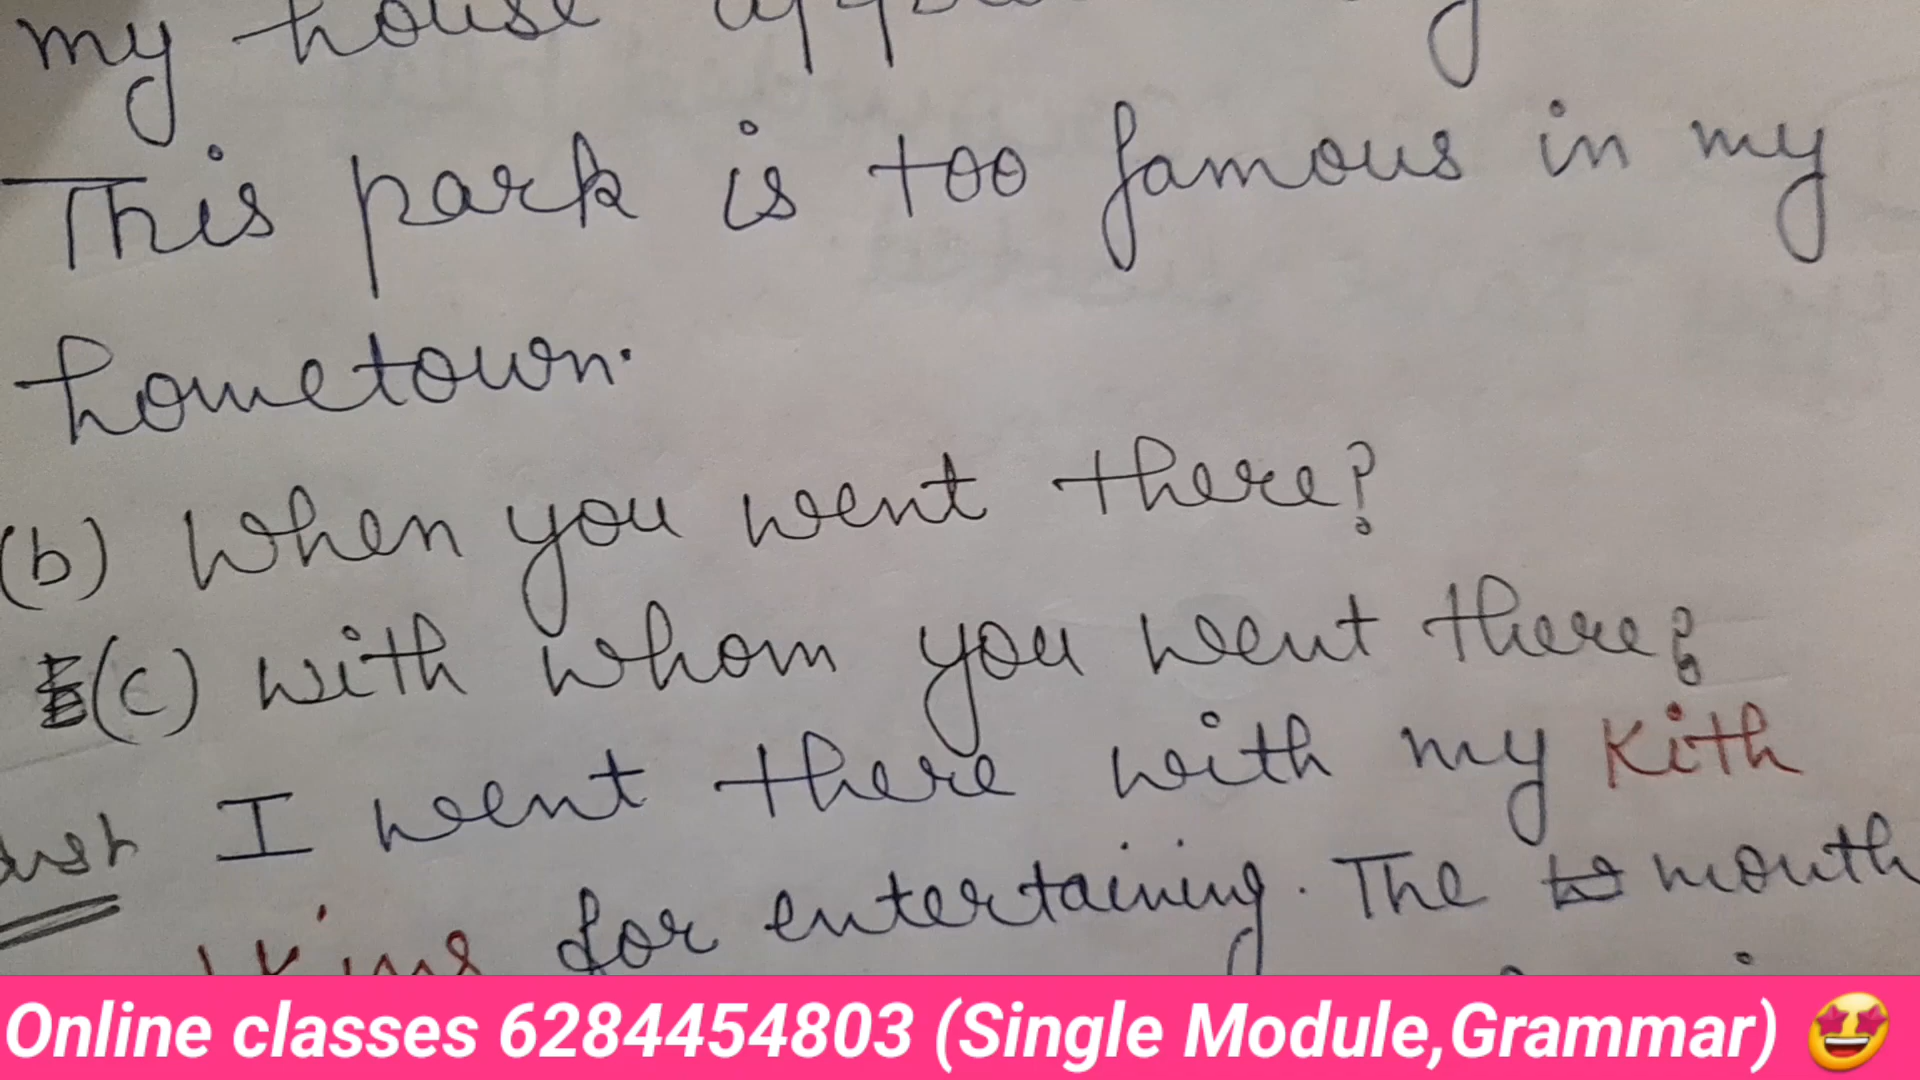 my house
This park is too famous in my
hometown.
(b) When you went there?
(c) with whom you went there?
Ans I went there with my Kith
for entertaining. The month
Online classes 6284454803 (Single Module,Grammar) 🤩